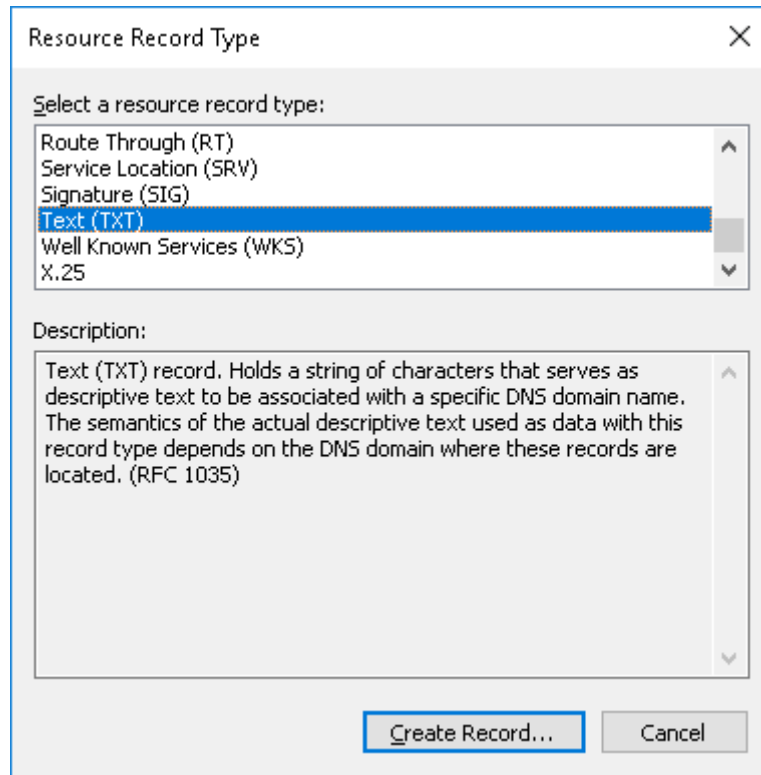 Resource Record Type
Select a resource record type:
Route Through (RT)
Service Location (SRV)
Signature (SIG)
Text (TXT)
Well Known Services (WKS)
X.25
Description:
Text (TXT) record. Holds a string of characters that serves as
descriptive text to be associated with a specific DNS domain name.
The semantics of the actual descriptive text used as data with this
record type depends on the DNS domain where these records are
located. (RFC 1035)
Create Record...
Cancel